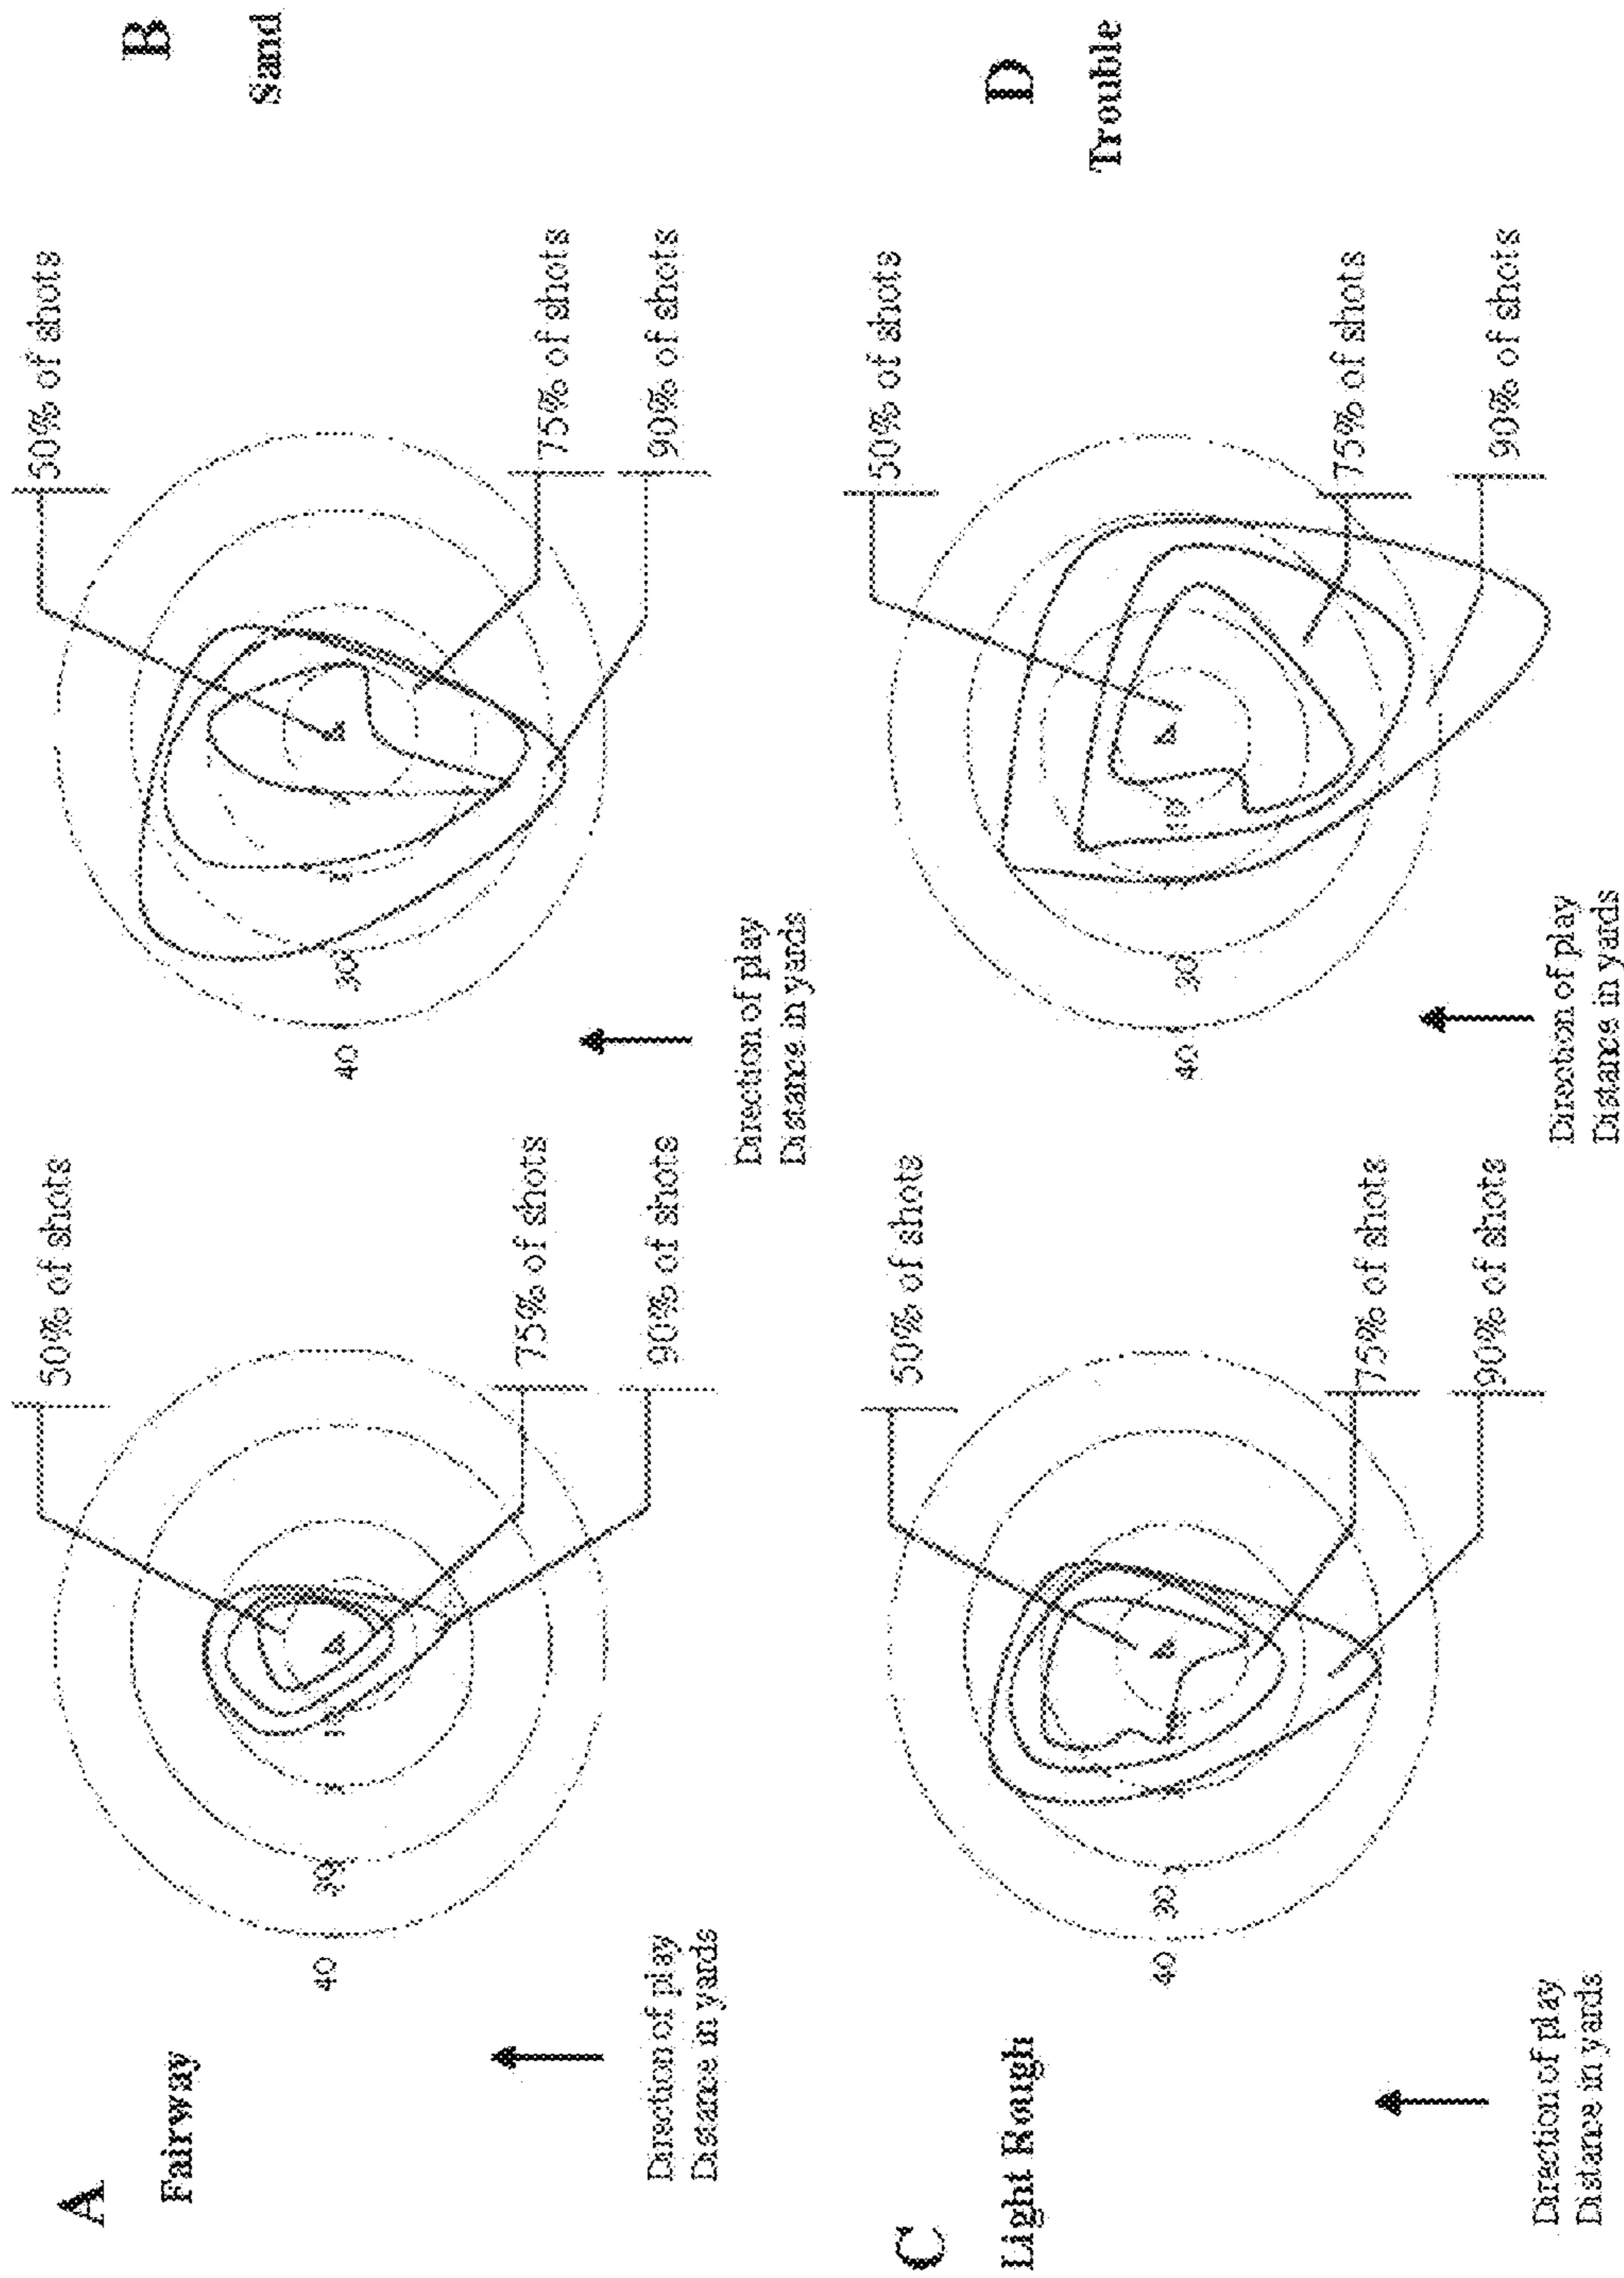 A
Fairway
50% of shots
75% of shots
90% of shots
30
40
Direction of play
Distance in yards
B
Sand
50% of shots
75% of shots
90% of shots
30
40
Direction of play
Distance in yards
C
Light Rough
50% of shots
75% of shots
90% of shots
30
40
Direction of play
Distance in yards
D
Trouble
50% of shots
75% of shots
90% of shots
30
40
Direction of play
Distance in yards